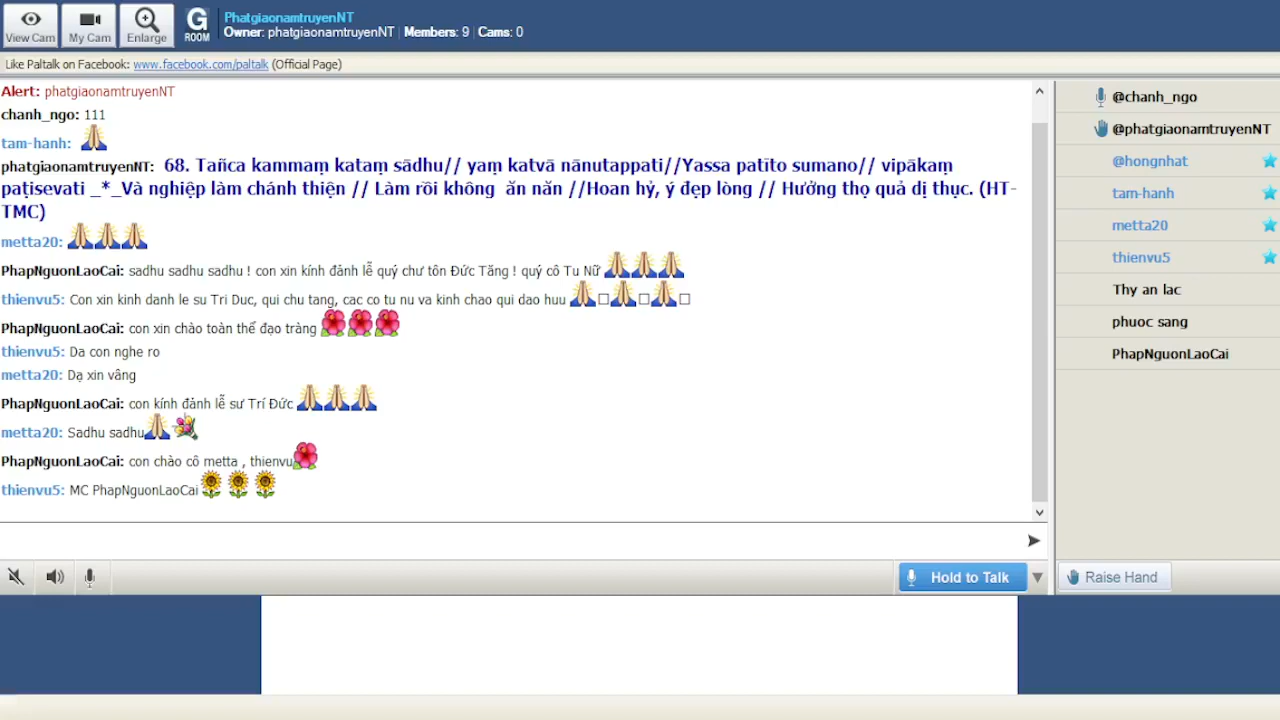 View Cam
My Cam
Enlarge
G
ROOM
PhatgiaonamtruyenNT
Owner: phatgiaonamtruyenNT | Members: 9 | Cams: 0
Like Paltalk on Facebook: www.facebook.com/paltalk (Official Page)
Alert: phatgiaonamtruyenNT
chanh_ngo: 111
tam-hanh:
phatgiaonamtruyenNT: 68. Tañca kammaṃ kataṃ sādhu// yaṃ katvā nānutappati//Yassa patīto sumano// vipākaṃ
paṭisevati _*_Và nghiệp làm chánh thiện // Làm rồi không ăn năn //Hoan hỷ, ý đẹp lòng // Hưởng thọ quả dị thục. (HT-
TMC)
metta20:
PhapNguonLaoCai: sadhu sadhu sadhu ! con xin kính đảnh lễ quý chư tôn Đức Tăng ! quý cô Tu Nữ
thienvu5: Con xin kinh danh le su Tri Duc, qui chu tang, cac co tu nu va kinh chao qui dao huu
PhapNguonLaoCai: con xin chào toàn thể đạo tràng
thienvu5: Da con nghe ro
metta20: Dạ xin vâng
PhapNguonLaoCai: con kính đảnh lễ sư Trí Đức
metta20: Sadhu sadhu
PhapNguonLaoCai: con chào cô metta , thienvu
thienvu5: MC PhapNguonLaoCai
Hold to Talk
@chanh_ngo
@phatgiaonamtruyenNT
@hongnhat
tam-hanh
metta20
thienvu5
Thy an lac
phuoc sang
PhapNguonLaoCai
Raise Hand